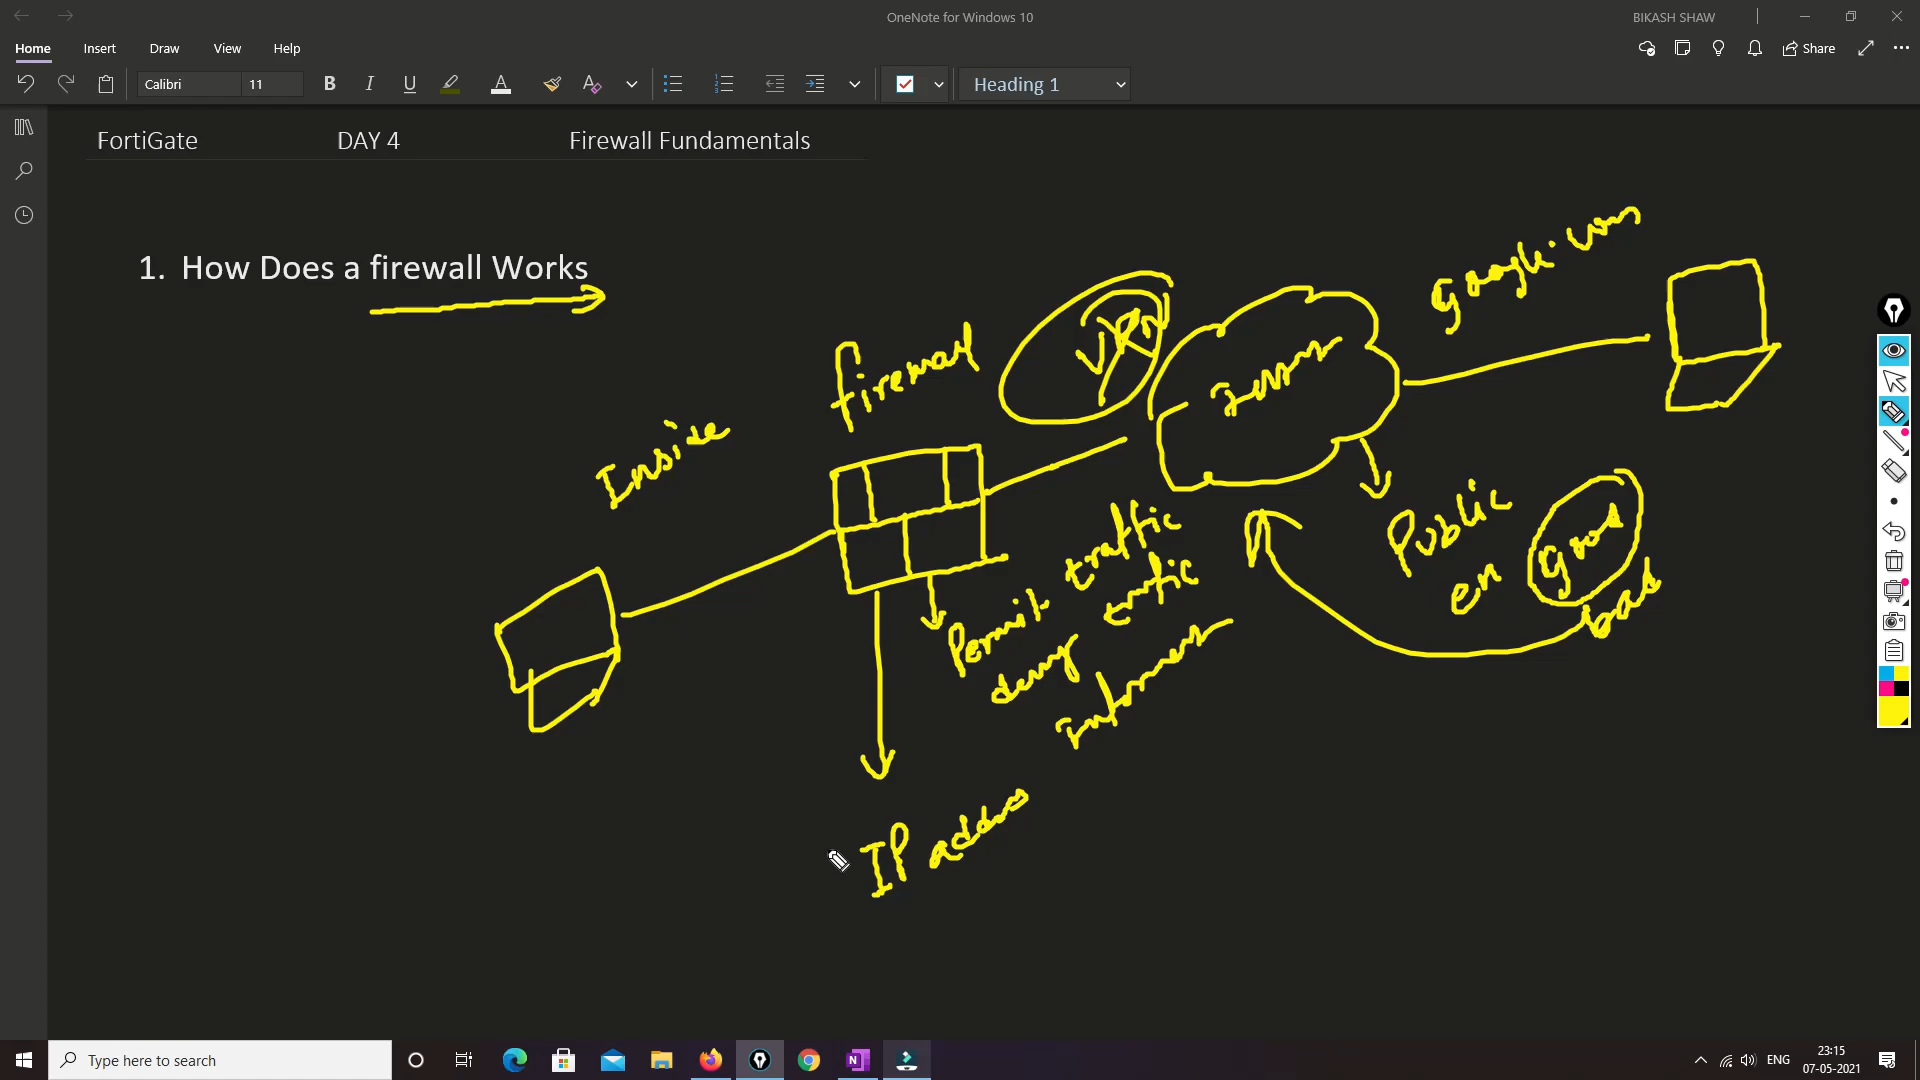 OneNote for Windows 10
BIKASH SHAW
Home Insert Draw View Help
Share
Calibri 11 B I U A A Heading 1
FortiGate DAY 4 Firewall Fundamentals
1. How Does a firewall Works
google.com
firewall
VPN
Inside
Public
en
good
bad
Permit traffic
deny traffic
IP address
Type here to search
ENG
23:15
07-05-2021